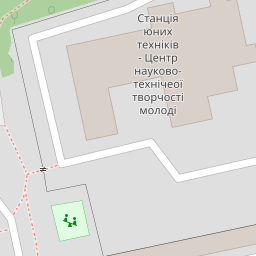 Станція
юних
техніків
- Центр
науково-
технічеої
творчості
молоді